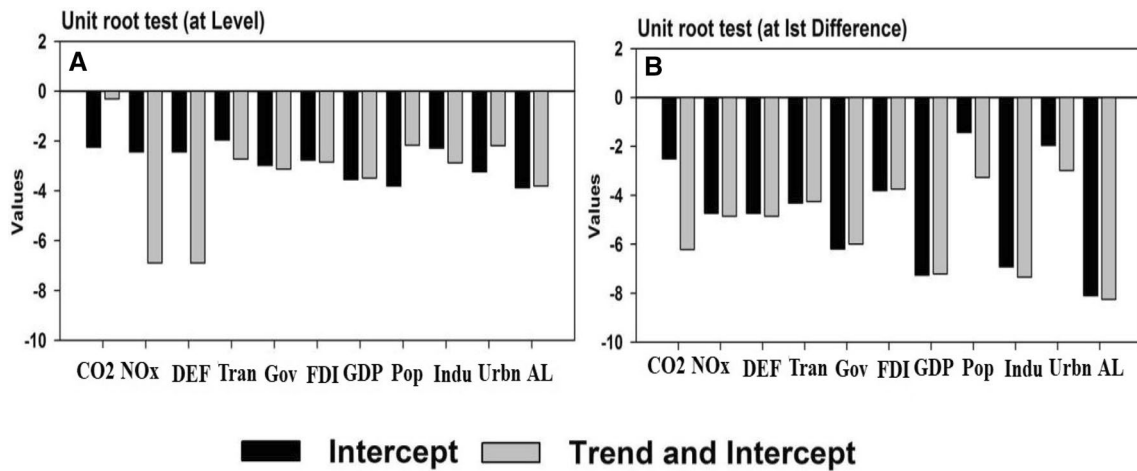 Unit root test (at Level)
A
2
0
-2
-4
-6
-8
-10
Values
CO2 NOx DEF Tran Gov FDI GDP Pop Indu Urbn AL
Unit root test (at Ist Difference)
B
2
0
-2
-4
-6
-8
-10
Values
CO2 NOx DEF Tran Gov FDI GDP Pop Indu Urbn AL
Intercept Trend and Intercept